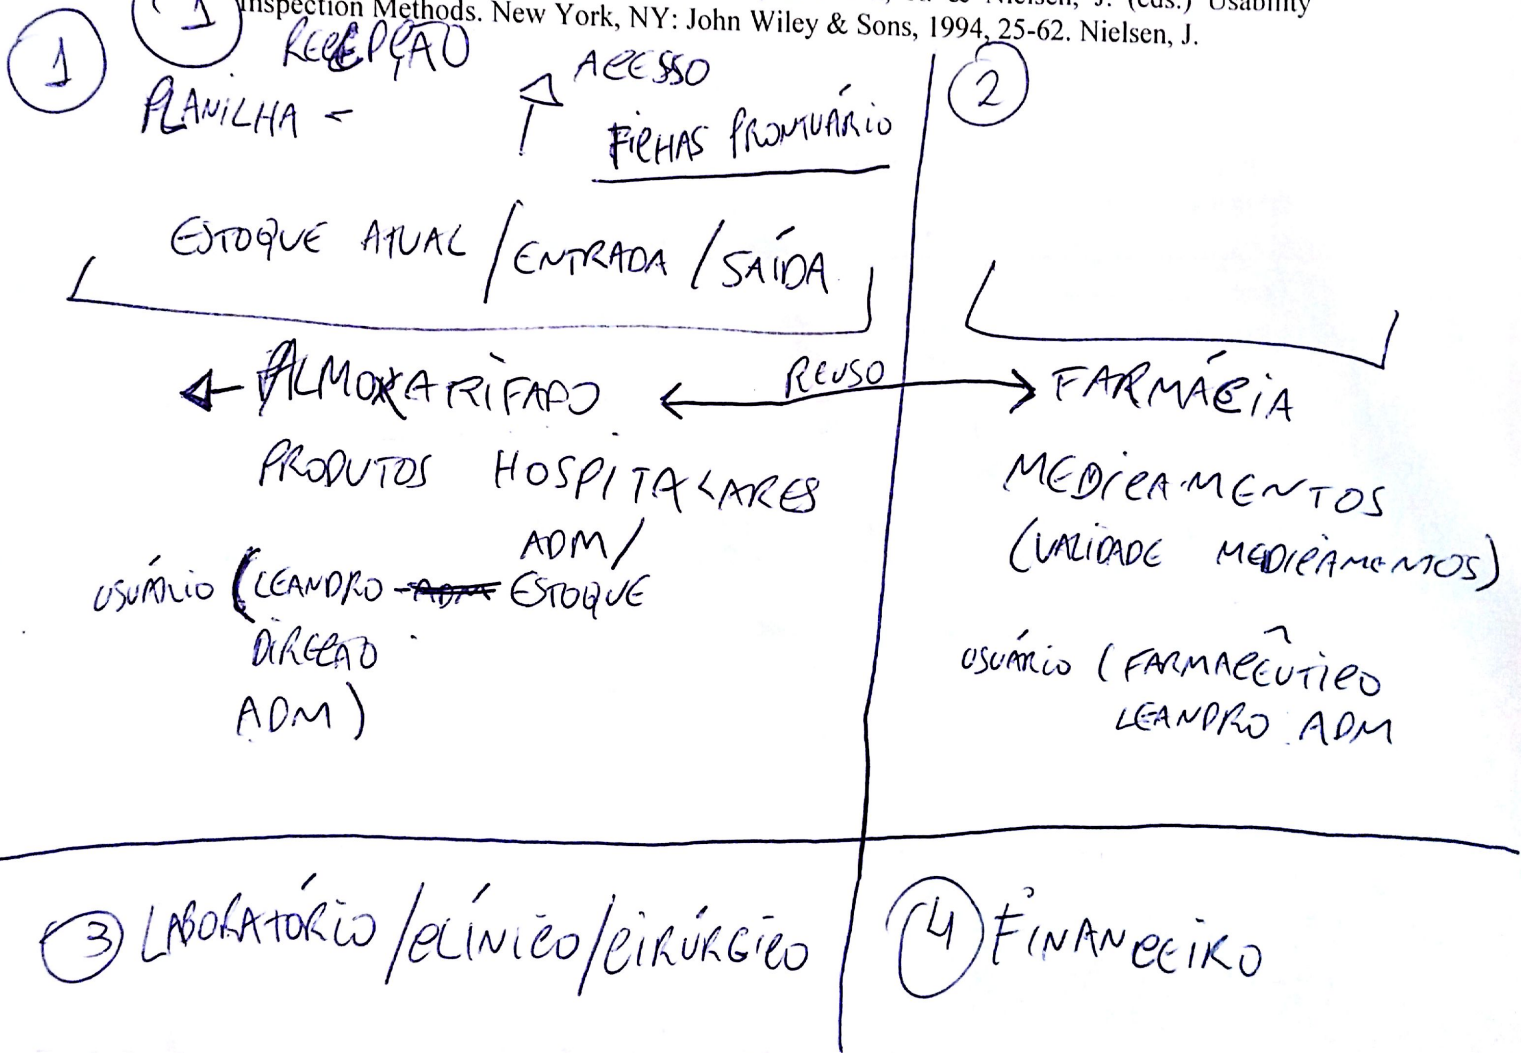 Inspection Methods. New York, NY: John Wiley & Sons, 1994, 25-62. Nielsen, J.
1
1 RECEPÇÃO
PLANILHA -
ACESSO
FICHAS PRONTUÁRIO
ESTOQUE ATUAL / ENTRADA / SAÍDA
ALMOXARIFADO
REUSO
PRODUTOS HOSPITALARES
USUÁRIO (LEANDRO - ADM ADM/
ESTOQUE
DIREÇÃO
ADM)
2
FARMÁCIA
MEDICAMENTOS
(VALIDADE MEDICAMENTOS)
USUÁRIO (FARMACÊUTICO
LEANDRO ADM
3 LABORATÓRIO/CLÍNICO/CIRÚRGICO
4 FINANCEIRO